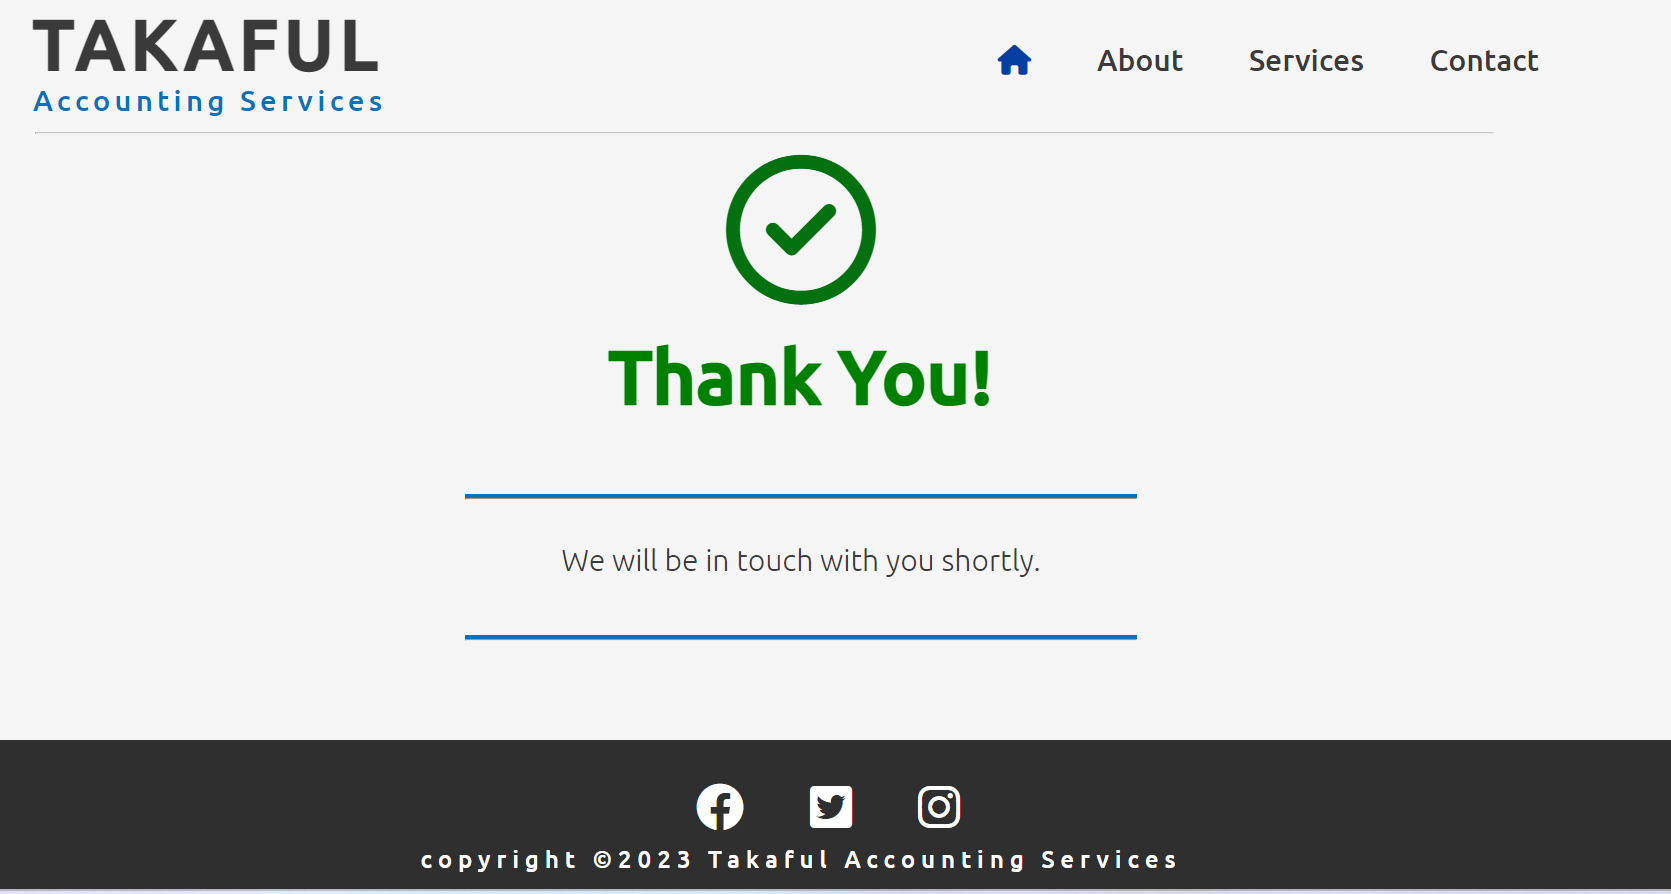 TAKAFUL
Accounting Services
About Services Contact
Thank You!
We will be in touch with you shortly.
copyright ©2023 Takaful Accounting Services